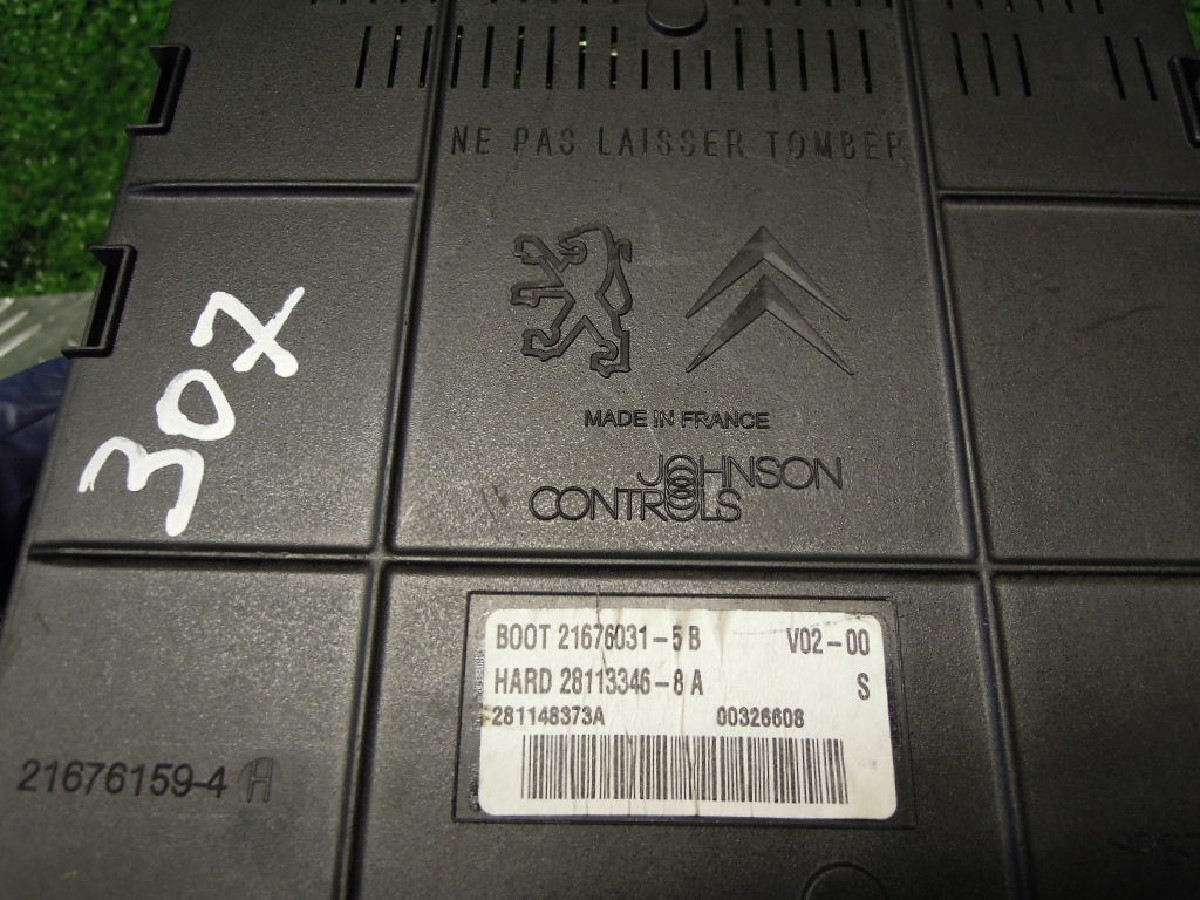 NE PAS LAISSER TOMBER
307
MADE IN FRANCE
JOHNSON
CONTROLS
BOOT 21676031-5 B V02-00
HARD 28113346-8 A S
281148373A 00326608
21676159-4 H